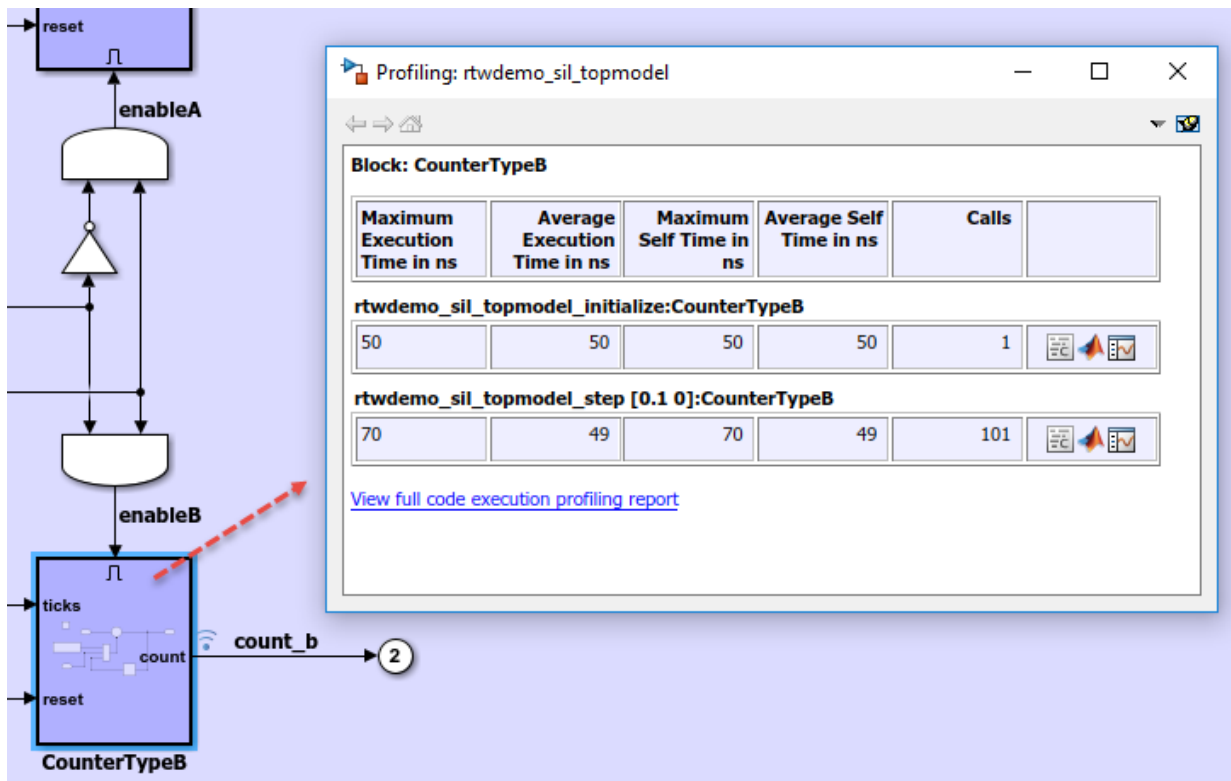 reset
enableA
enableB
ticks
count
reset
count_b
2
CounterTypeB
Profiling: rtwdemo_sil_topmodel
Block: CounterTypeB
Maximum Execution Time in ns
Average Execution Time in ns
Maximum Self Time in ns
Average Self Time in ns
Calls
rtwdemo_sil_topmodel_initialize:CounterTypeB
50 50 50 50 1
rtwdemo_sil_topmodel_step [0.1 0]:CounterTypeB
70 49 70 49 101
View full code execution profiling report